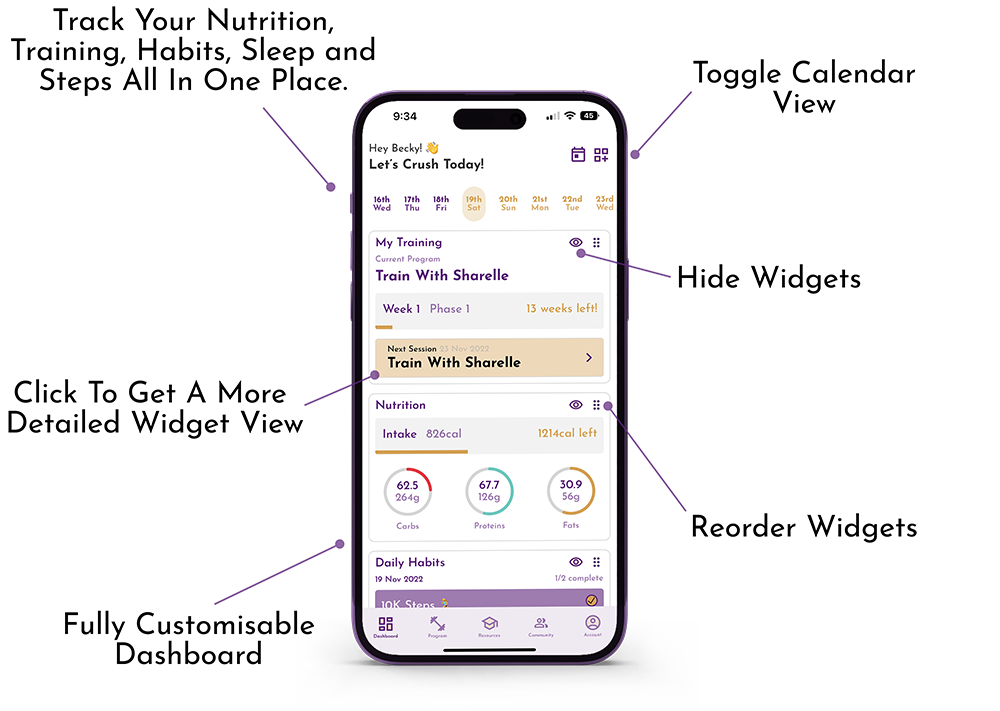 Track Your Nutrition,
Training, Habits, Sleep and
Steps All In One Place.
Toggle Calendar
View
9:34
45
Hey Becky! 👋
Let's Crush Today!
16th 17th 18th 19th 20th 21st 22nd 23rd
Wed Thu Fri Sat Sun Mon Tue Wed
My Training
Current Program
Train With Sharelle
Hide Widgets
Week 1 Phase 1 13 weeks left!
Next Session 23 Nov 2022
Train With Sharelle
Click To Get A More
Detailed Widget View
Nutrition
Intake 826cal 1214cal left
62.5 67.7 30.9
264g 126g 56g
Carbs Proteins Fats
Reorder Widgets
Daily Habits
19 Nov 2022 1/2 complete
10K Steps
Fully Customisable
Dashboard
Dashboard Program Resources Community Account